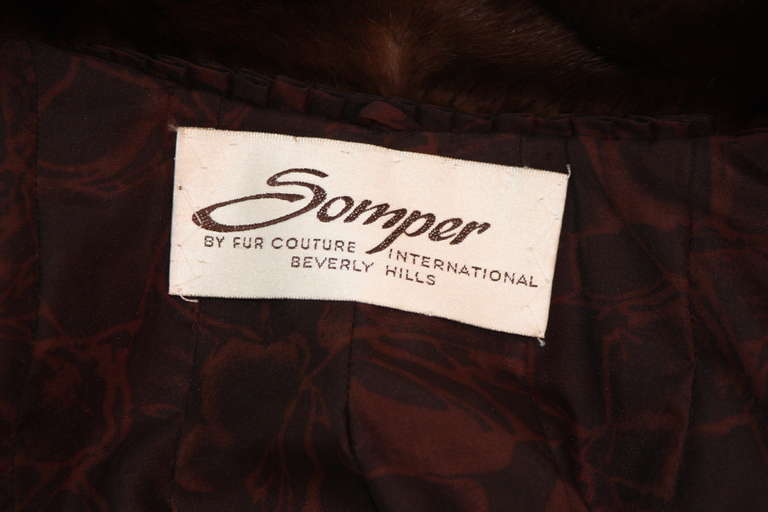 Somper
BY FUR COUTURE INTERNATIONAL
BEVERLY HILLS